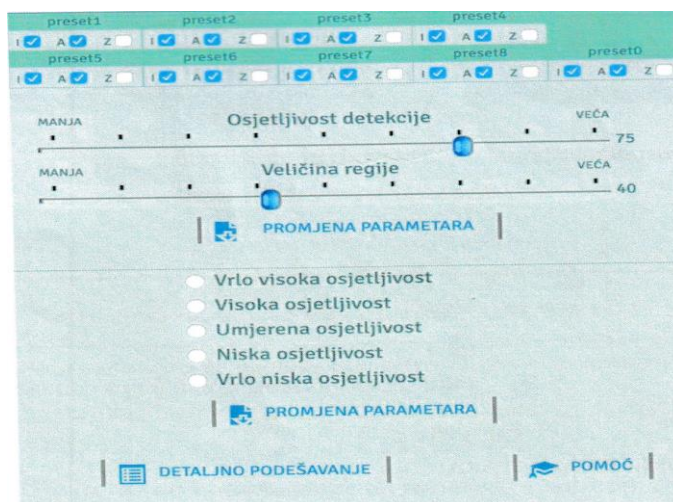 preset1 preset2 preset3 preset4
I A Z I A Z I A Z I A Z
preset5 preset6 preset7 preset8 preset0
I A Z I A Z I A Z I A Z I A Z
Osjetljivost detekcije
MANJA VEĆA
75
Veličina regije
MANJA VEĆA
40
PROMJENA PARAMETARA
Vrlo visoka osjetljivost
Visoka osjetljivost
Umjerena osjetljivost
Niska osjetljivost
Vrlo niska osjetljivost
PROMJENA PARAMETARA
DETALJNO PODEŠAVANJE POMOĆ